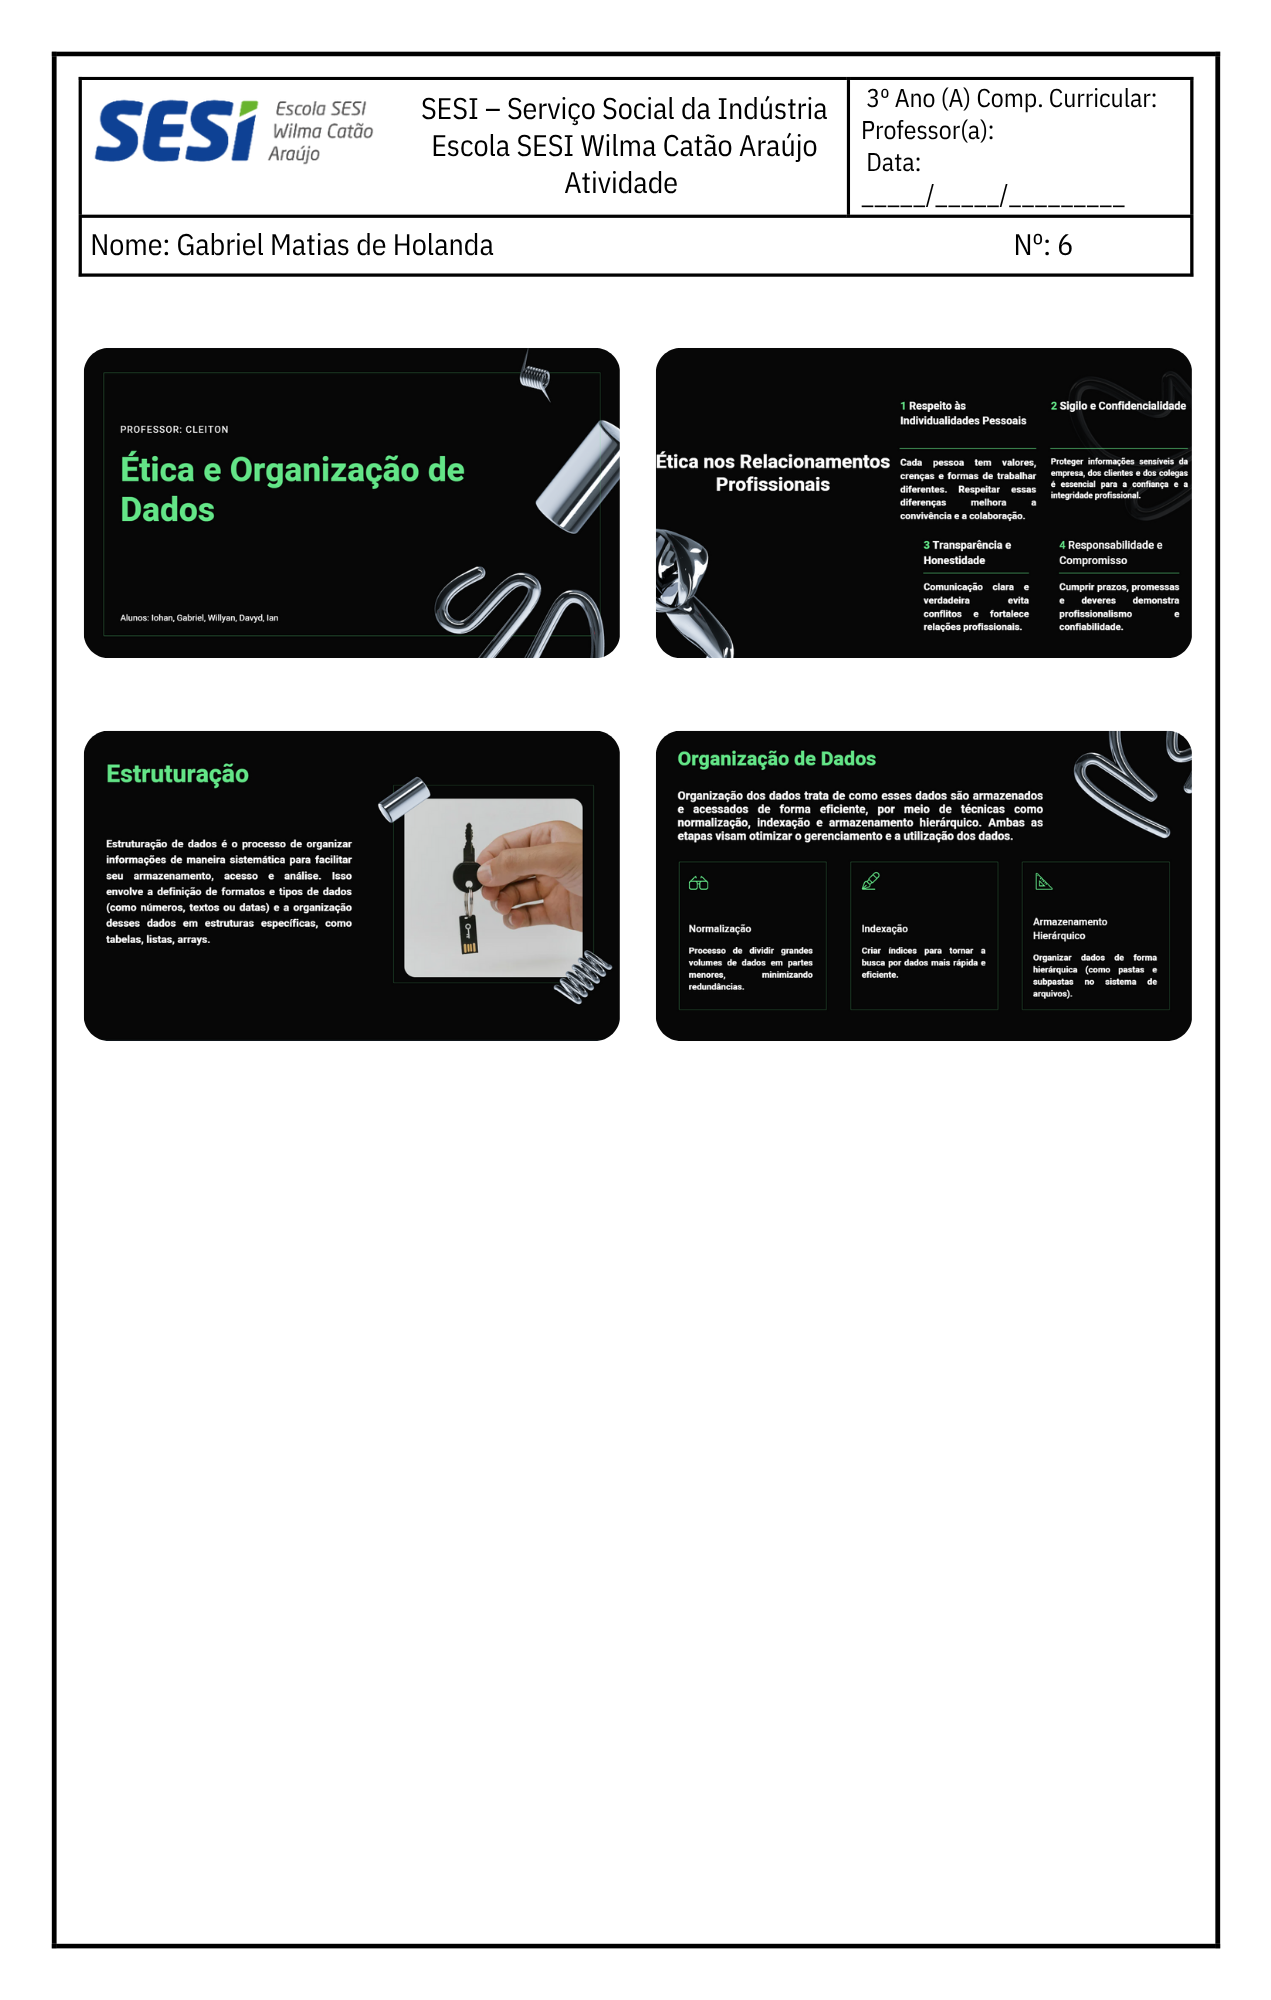 SESI
Escola SESI
Wilma Catão
Araújo
SESI – Serviço Social da Indústria
Escola SESI Wilma Catão Araújo
Atividade
3º Ano (A) Comp. Curricular:
Professor(a):
Data:
_____/_____/_________
Nome: Gabriel Matias de Holanda Nº: 6
PROFESSOR: CLEITON
Ética e Organização de
Dados
Alunos: Iohan, Gabriel, Willyan, Davyd, Ian
Ética nos Relacionamentos
Profissionais
1 Respeito às
Individualidades Pessoais
Cada pessoa tem valores,
crenças e formas de trabalhar
diferentes. Respeitar essas
diferenças melhora a
convivência e a colaboração.
2 Sigilo e Confidencialidade
Proteger informações sensíveis da
empresa, dos clientes e dos colegas
é essencial para a confiança e a
integridade profissional.
3 Transparência e
Honestidade
Comunicação clara e
verdadeira evita
conflitos e fortalece
relações profissionais.
4 Responsabilidade e
Compromisso
Cumprir prazos, promessas
e deveres demonstra
profissionalismo e
confiabilidade.
Estruturação
Estruturação de dados é o processo de organizar
informações de maneira sistemática para facilitar
seu armazenamento, acesso e análise. Isso
envolve a definição de formatos e tipos de dados
(como números, textos ou datas) e a organização
desses dados em estruturas específicas, como
tabelas, listas, arrays.
Organização de Dados
Organização dos dados trata de como esses dados são armazenados
e acessados de forma eficiente, por meio de técnicas como
normalização, indexação e armazenamento hierárquico. Ambas as
etapas visam otimizar o gerenciamento e a utilização dos dados.
Normalização
Processo de dividir grandes
volumes de dados em partes
menores, minimizando
redundâncias.
Indexação
Criar índices para tornar a
busca por dados mais rápida e
eficiente.
Armazenamento
Hierárquico
Organizar dados de forma
hierárquica (como pastas e
subpastas no sistema de
arquivos).